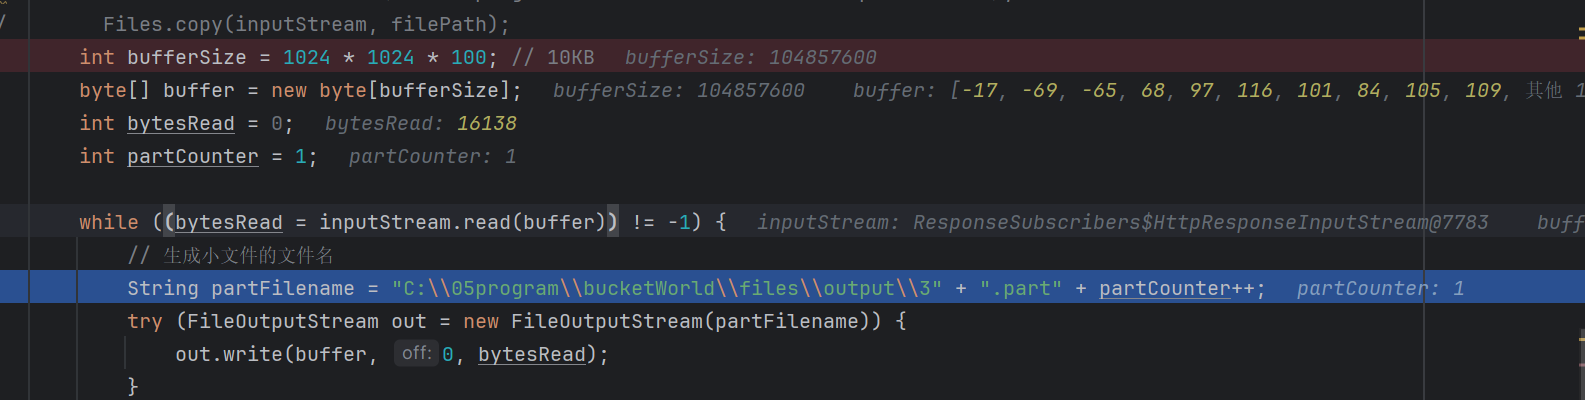 / Files.copy(inputStream, filePath);
int bufferSize = 1024 * 1024 * 100; // 10KB bufferSize: 104857600
byte[] buffer = new byte[bufferSize]; bufferSize: 104857600 buffer: [-17, -69, -65, 68, 97, 116, 101, 84, 105, 109, 其他 1
int bytesRead = 0; bytesRead: 16138
int partCounter = 1; partCounter: 1
while ((bytesRead = inputStream.read(buffer)) != -1) { inputStream: ResponseSubscribers$HttpResponseInputStream@7783 buff
// 生成小文件的文件名
String partFilename = "C:\\05program\\bucketWorld\\files\\output\\3" + ".part" + partCounter++; partCounter: 1
try (FileOutputStream out = new FileOutputStream(partFilename)) {
out.write(buffer, off: 0, bytesRead);
}